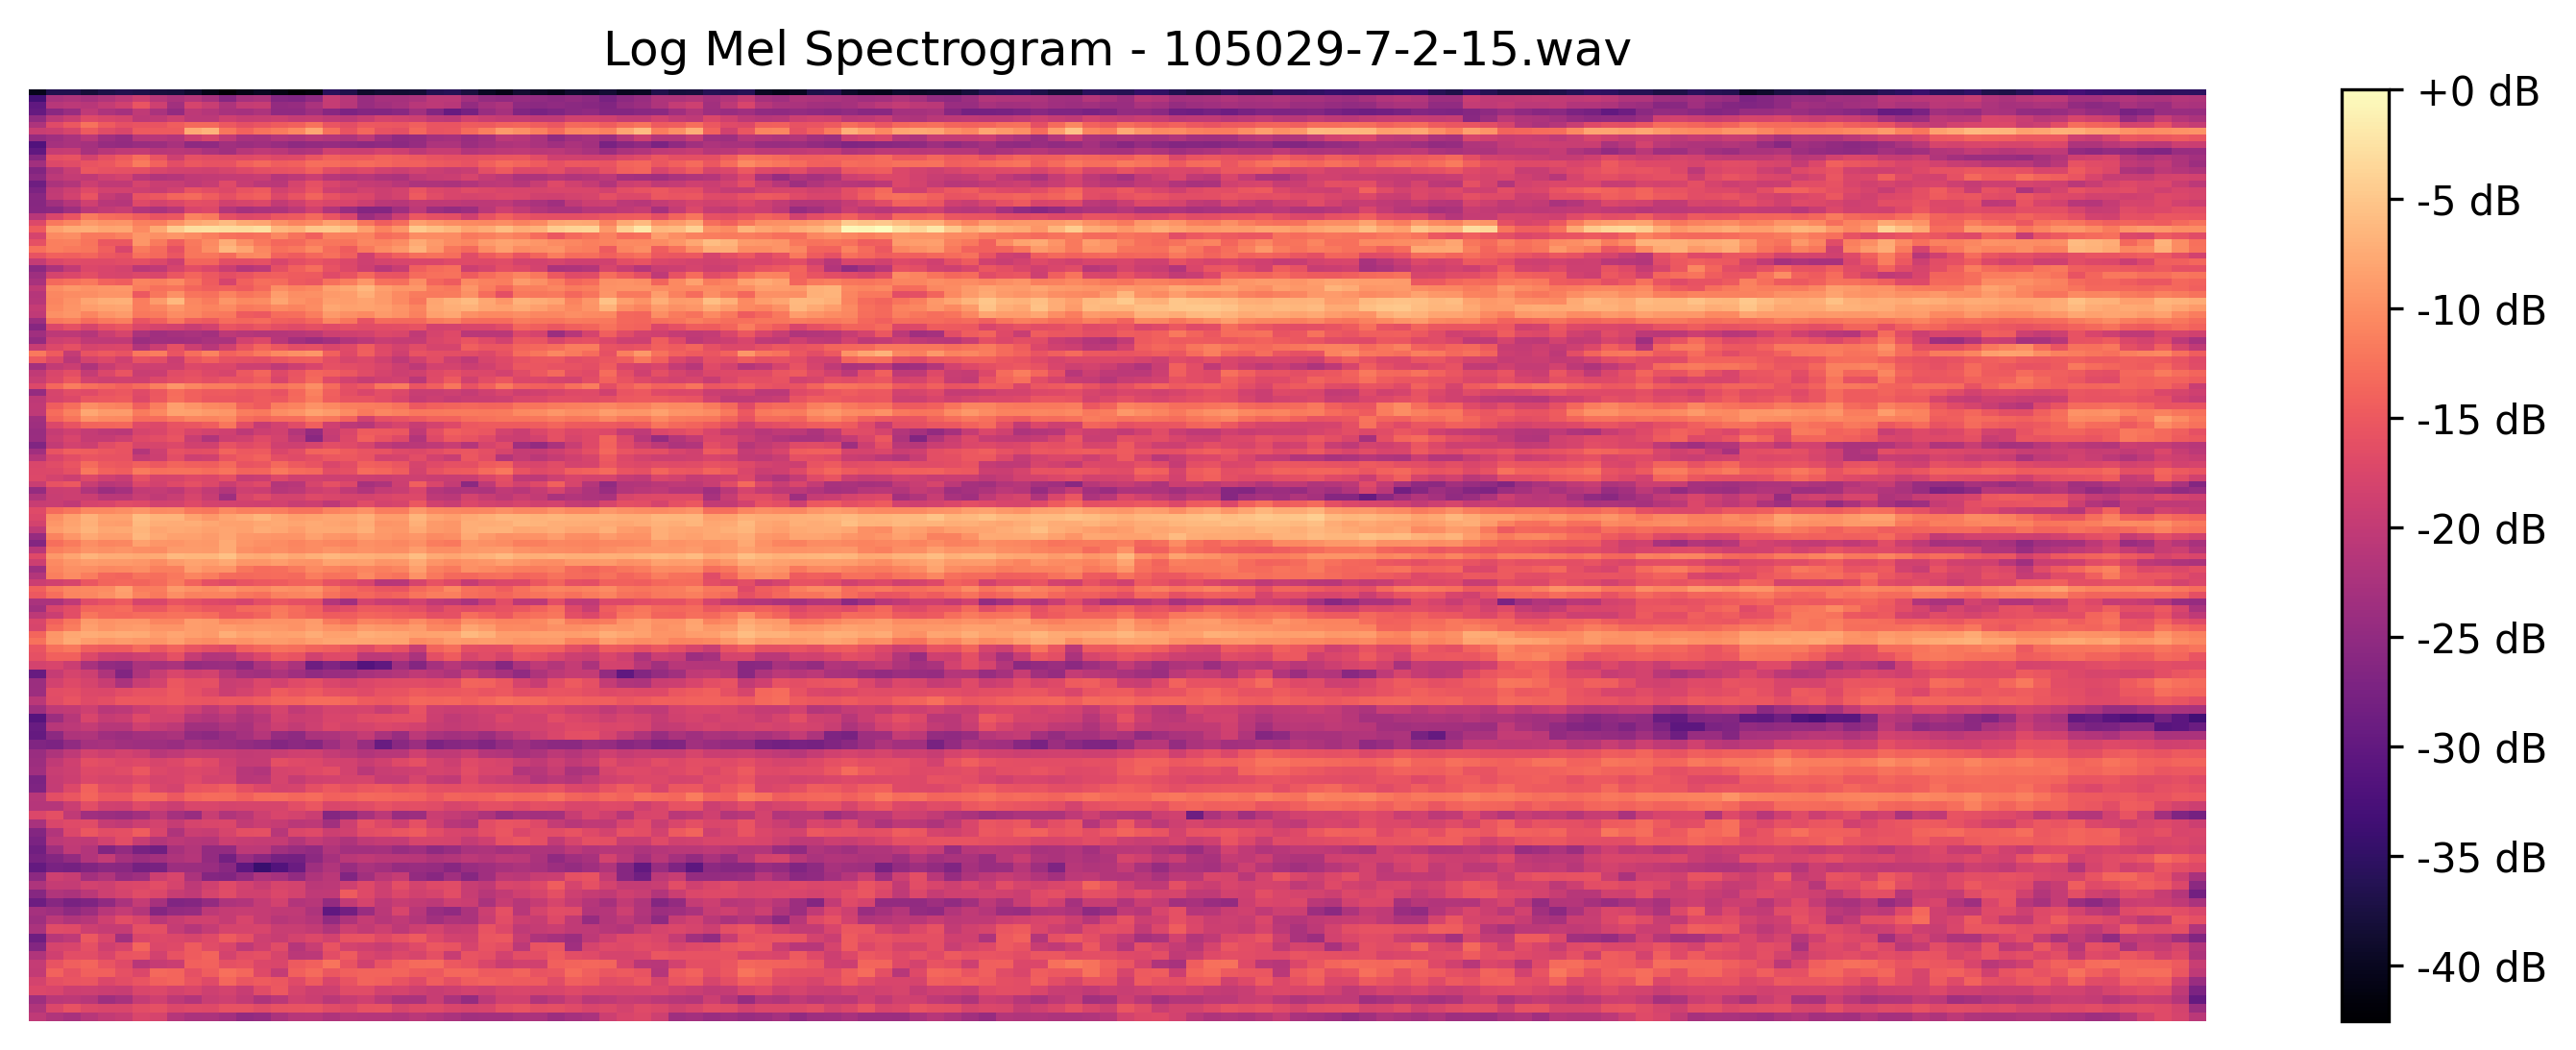 Log Mel Spectrogram - 105029-7-2-15.wav
+0 dB
-5 dB
-10 dB
-15 dB
-20 dB
-25 dB
-30 dB
-35 dB
-40 dB